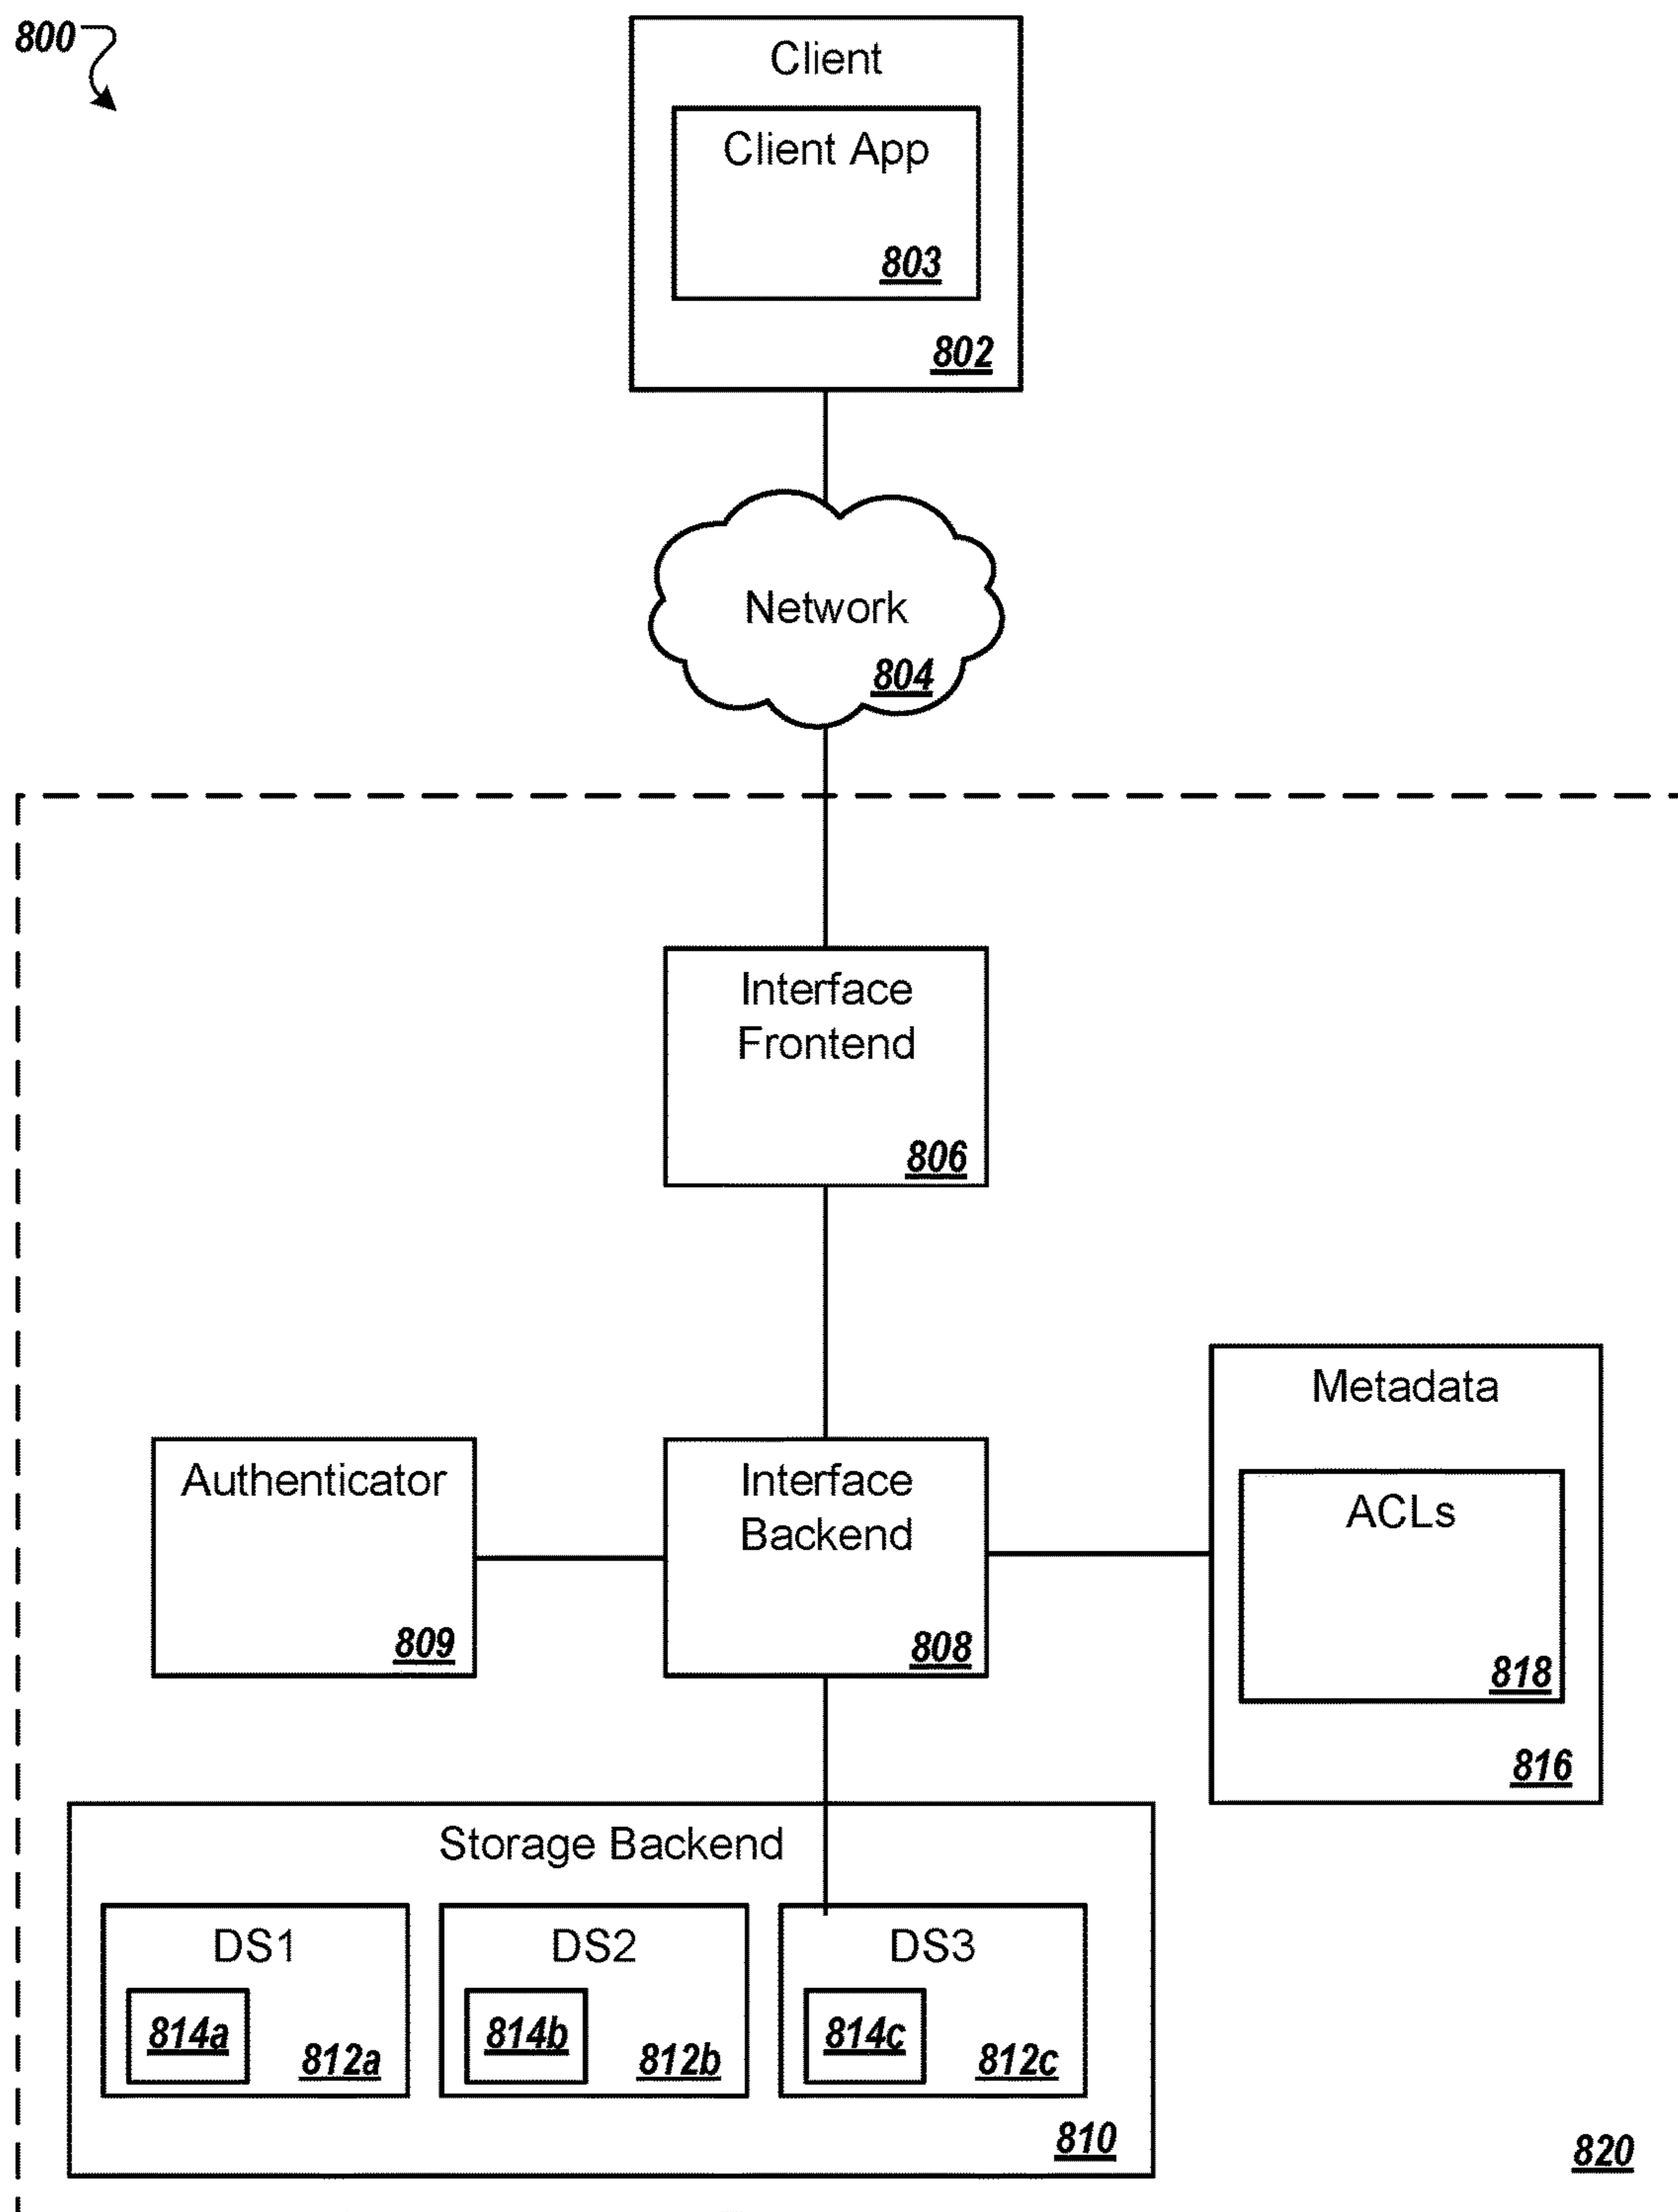 800
Client
Client App
803
802
Network
804
Interface
Frontend
806
Authenticator
809
Interface
Backend
808
Metadata
ACLs
818
816
Storage Backend
DS1
814a
812a
DS2
814b
812b
DS3
814c
812c
810
820